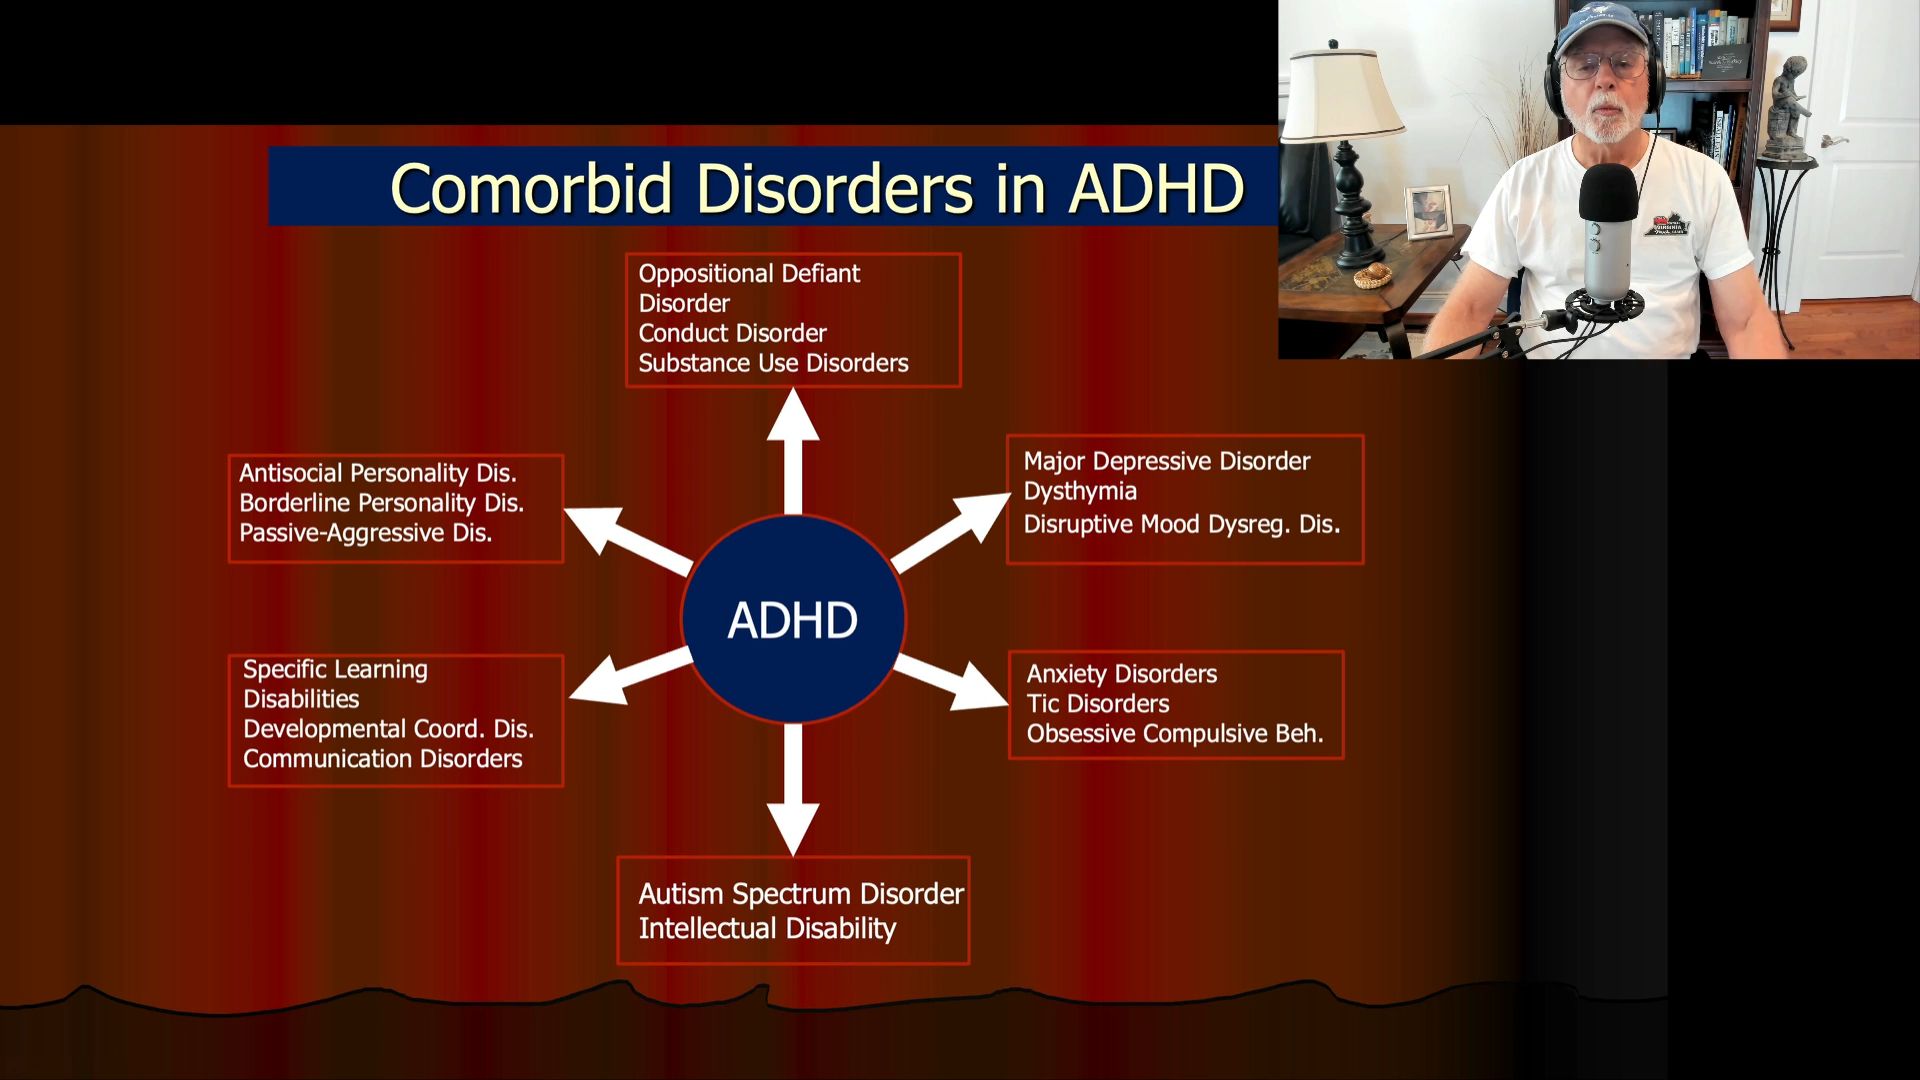 Comorbid Disorders in ADHD
Oppositional Defiant
Disorder
Conduct Disorder
Substance Use Disorders
Antisocial Personality Dis.
Borderline Personality Dis.
Passive-Aggressive Dis.
Major Depressive Disorder
Dysthymia
Disruptive Mood Dysreg. Dis.
ADHD
Specific Learning
Disabilities
Developmental Coord. Dis.
Communication Disorders
Anxiety Disorders
Tic Disorders
Obsessive Compulsive Beh.
Autism Spectrum Disorder
Intellectual Disability
VIRGINIA